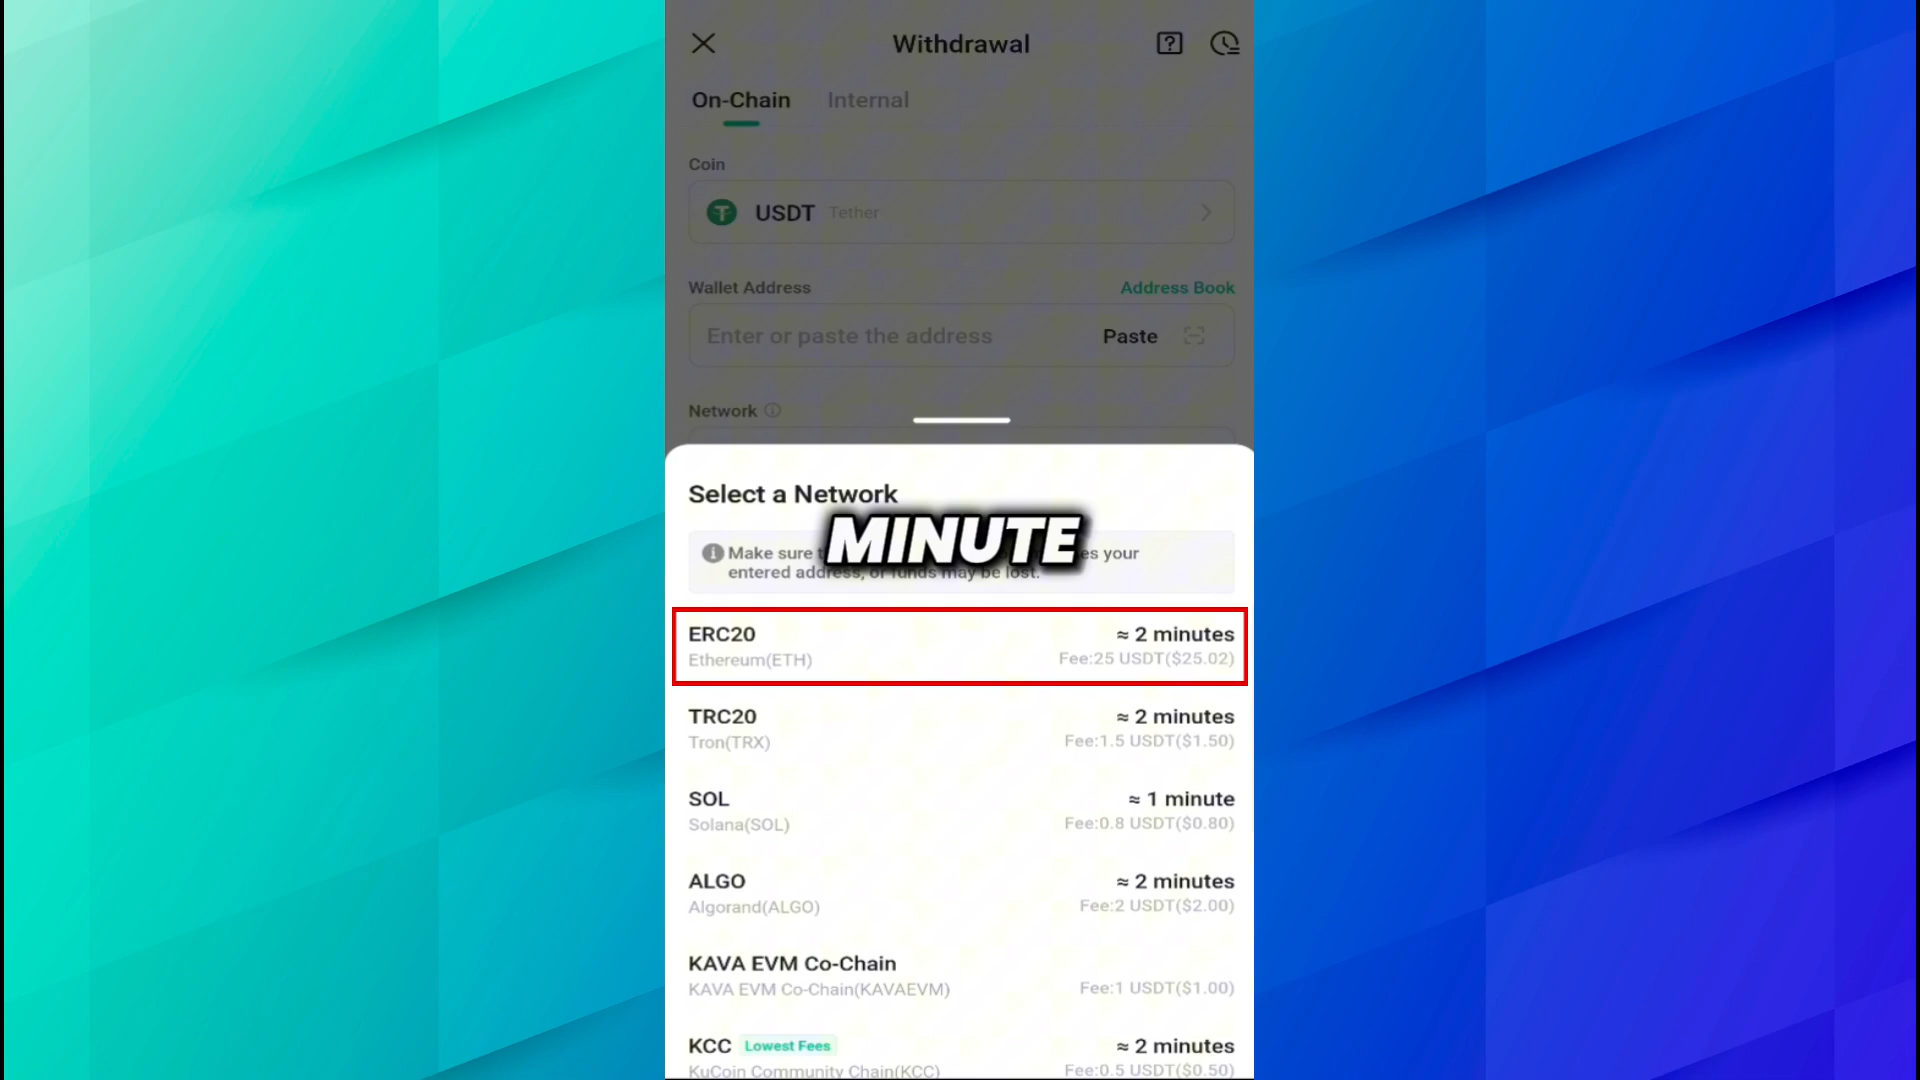 Withdrawal
On-Chain Internal
Coin
USDT Tether
Wallet Address Address Book
Enter or paste the address Paste
Network
Select a Network
MINUTE
Make sure es your
entered address, or funds may be lost.
ERC20 ≈ 2 minutes
Ethereum(ETH) Fee:25 USDT($25.02)
TRC20 ≈ 2 minutes
Tron(TRX) Fee:1.5 USDT($1.50)
SOL ≈ 1 minute
Solana(SOL) Fee:0.8 USDT($0.80)
ALGO ≈ 2 minutes
Algorand(ALGO) Fee:2 USDT($2.00)
KAVA EVM Co-Chain
KAVA EVM Co-Chain(KAVAEVM) Fee:1 USDT($1.00)
KCC Lowest Fees ≈ 2 minutes
KuCoin Community Chain(KCC) Fee:0.5 USDT($0.50)